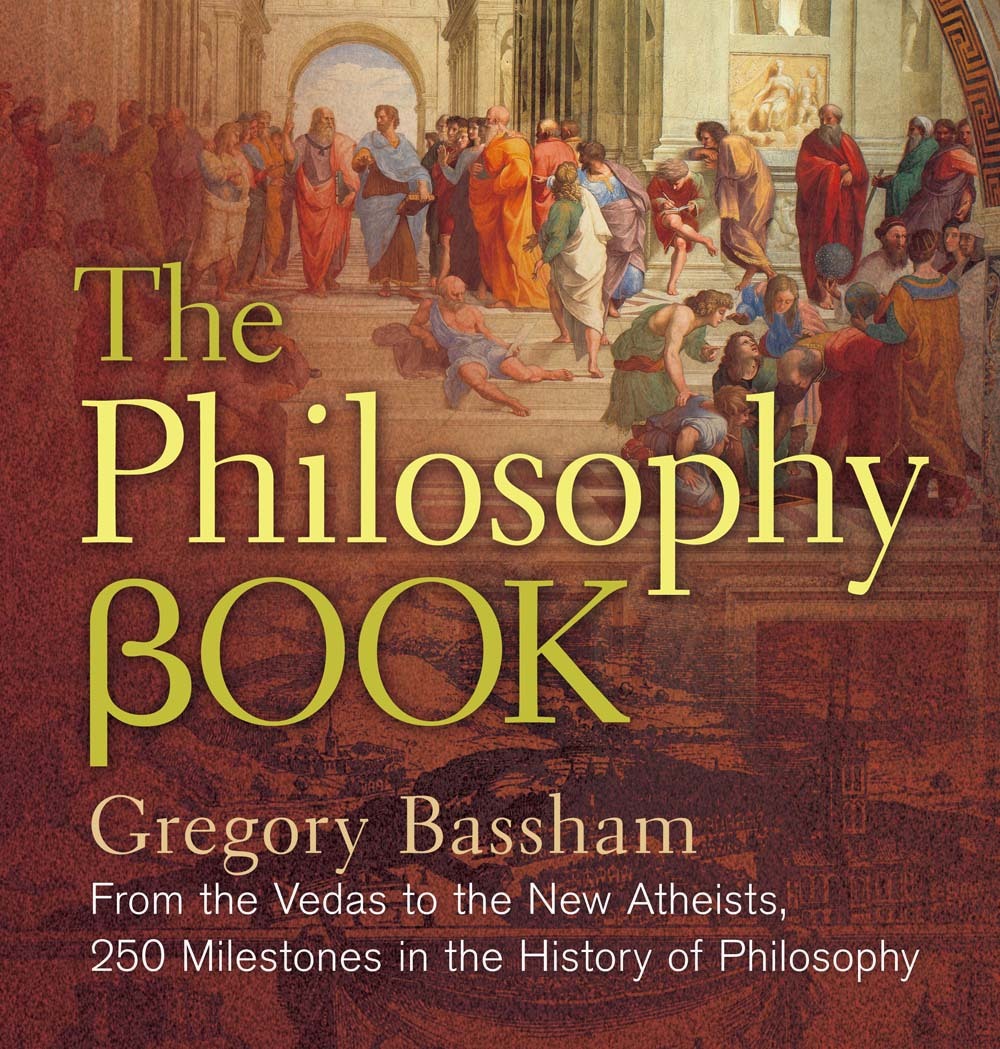 The
Philosophy
βOOK
Gregory Bassham
From the Vedas to the New Atheists,
250 Milestones in the History of Philosophy